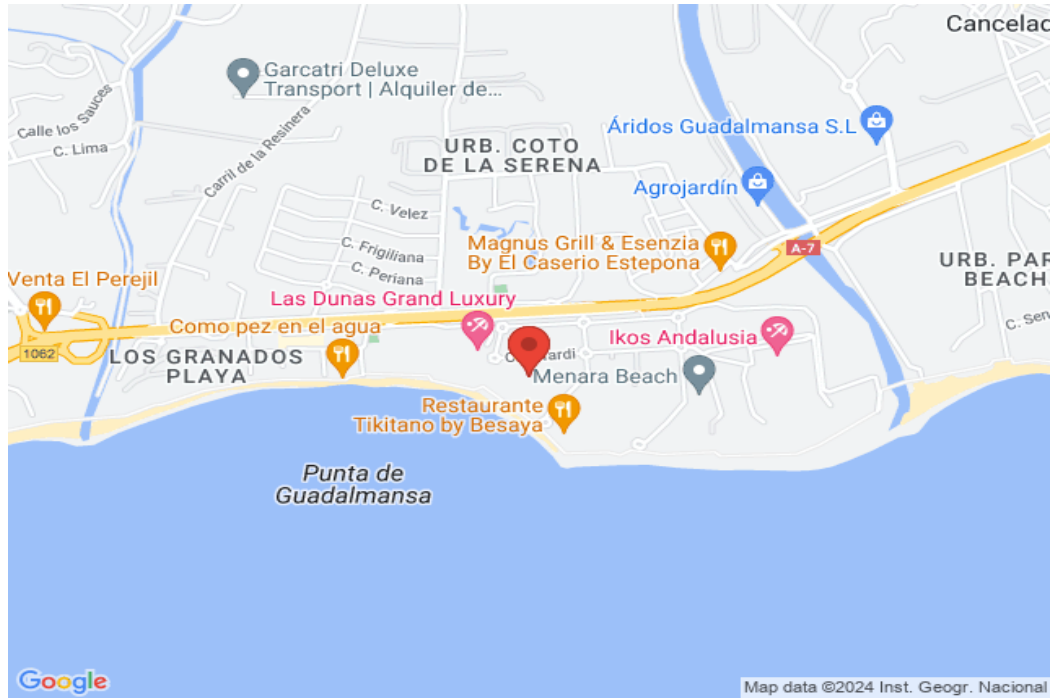 Cancelad
Garcatri Deluxe
Transport | Alquiler de...
Calle los Sauces
C. Lima
Carril de la Resinera
URB. COTO
DE LA SERENA
Áridos Guadalmansa S.L
Agrojardín
C. Velez
C. Frigiliana
C. Periana
Magnus Grill & Esenzia
By El Caserio Estepona
A-7
URB. PAR
BEACH
Venta El Perejil
Las Dunas Grand Luxury
Como pez en el agua
C. Sen
1062
LOS GRANADOS
PLAYA
Ikos Andalusia
Menara Beach
Restaurante
Tikitano by Besaya
Punta de
Guadalmansa
Google
Map data ©2024 Inst. Geogr. Nacional